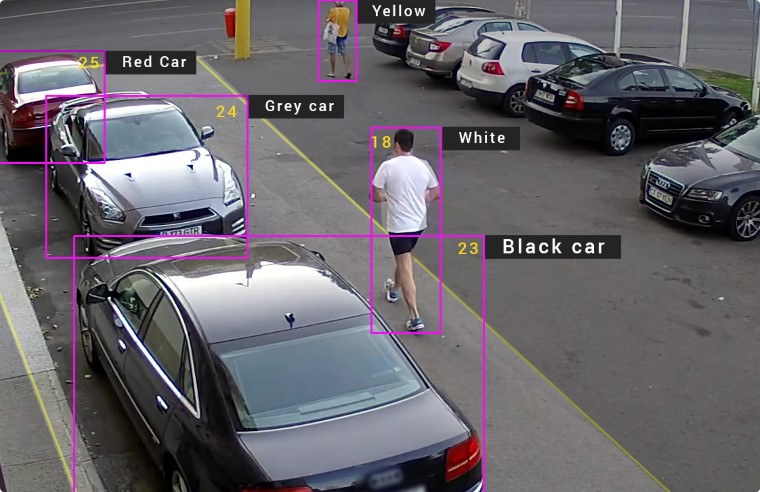 Yellow
25
Red Car
24
Grey car
18
White
23
Black car